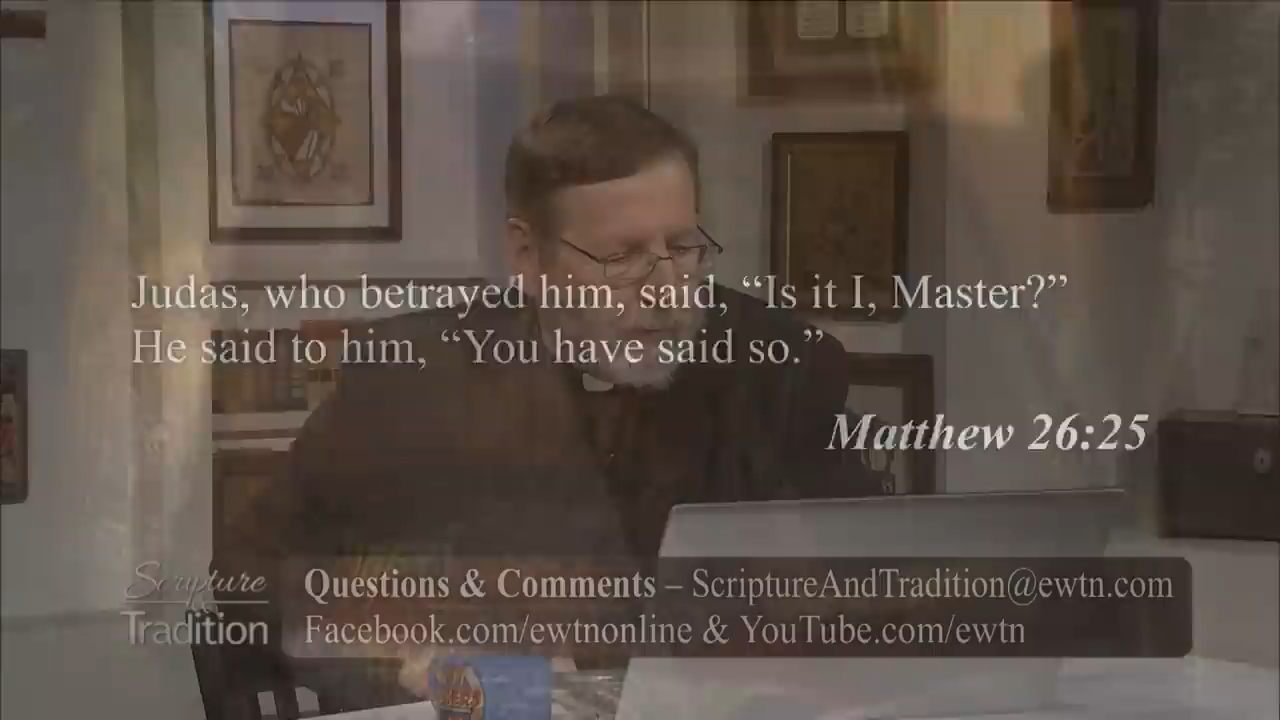 Judas, who betrayed him, said, “Is it I, Master?”
He said to him, “You have said so.”
Matthew 26:25
Scripture
Tradition
Questions & Comments – ScriptureAndTradition@ewtn.com
Facebook.com/ewtnonline & YouTube.com/ewtn